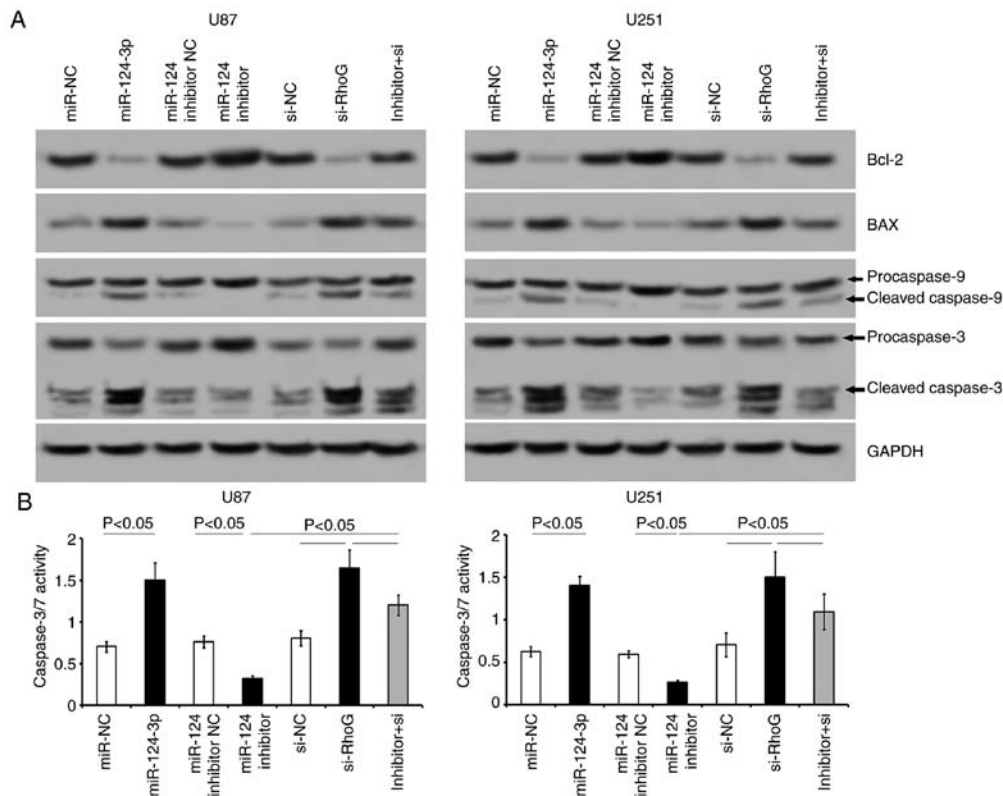 A
U87
U251
miR-NC
miR-124-3p
miR-124
inhibitor NC
miR-124
inhibitor
si-NC
si-RhoG
Inhibitor+si
miR-NC
miR-124-3p
miR-124
inhibitor NC
miR-124
inhibitor
si-NC
si-RhoG
Inhibitor+si
Bcl-2
BAX
Procaspase-9
Cleaved caspase-9
Procaspase-3
Cleaved caspase-3
GAPDH
B
U87
U251
P<0.05 P<0.05 P<0.05
Caspase-3/7 activity
2
1.5
1
0.5
0
miR-NC
miR-124-3p
miR-124
inhibitor NC
miR-124
inhibitor
si-NC
si-RhoG
Inhibitor+si
P<0.05 P<0.05 P<0.05
Caspase-3/7 activity
2
1.5
1
0.5
0
miR-NC
miR-124-3p
miR-124
inhibitor NC
miR-124
inhibitor
si-NC
si-RhoG
Inhibitor+si